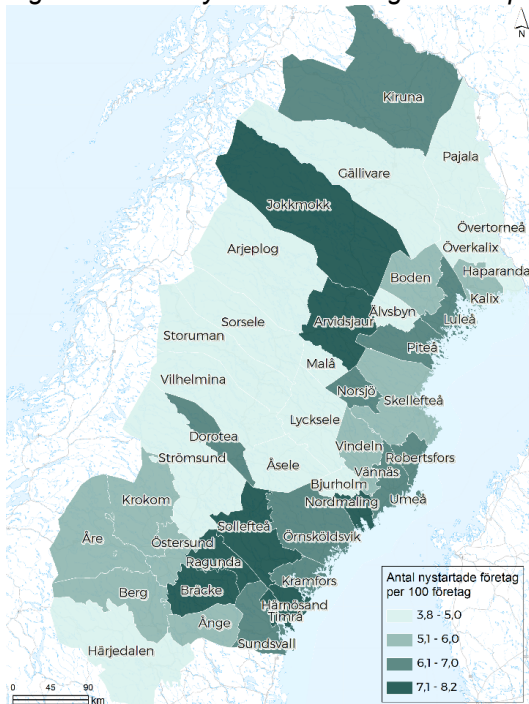 N
Kiruna
Pajala
Gällivare
Jokkmokk
Övertorneå
Arjeplog
Överkalix
Boden
Haparanda
Kalix
Älvsbyn
Luleå
Sorsele
Arvidsjaur
Storuman
Piteå
Malå
Vilhelmina
Norsjö
Skellefteå
Lycksele
Dorotea
Vindeln
Strömsund
Robertsfors
Åsele
Vännäs
Bjurholm
Umeå
Krokom
Nordmaling
Sollefteå
Åre
Östersund
Örnsköldsvik
Ragunda
Kramfors
Berg
Bräcke
Härnösand
Timrå
Ånge
Sundsvall
Härjedalen
Antal nystartade företag
per 100 företag
3,8 - 5,0
5,1 - 6,0
6,1 - 7,0
7,1 - 8,2
0 45 90
km